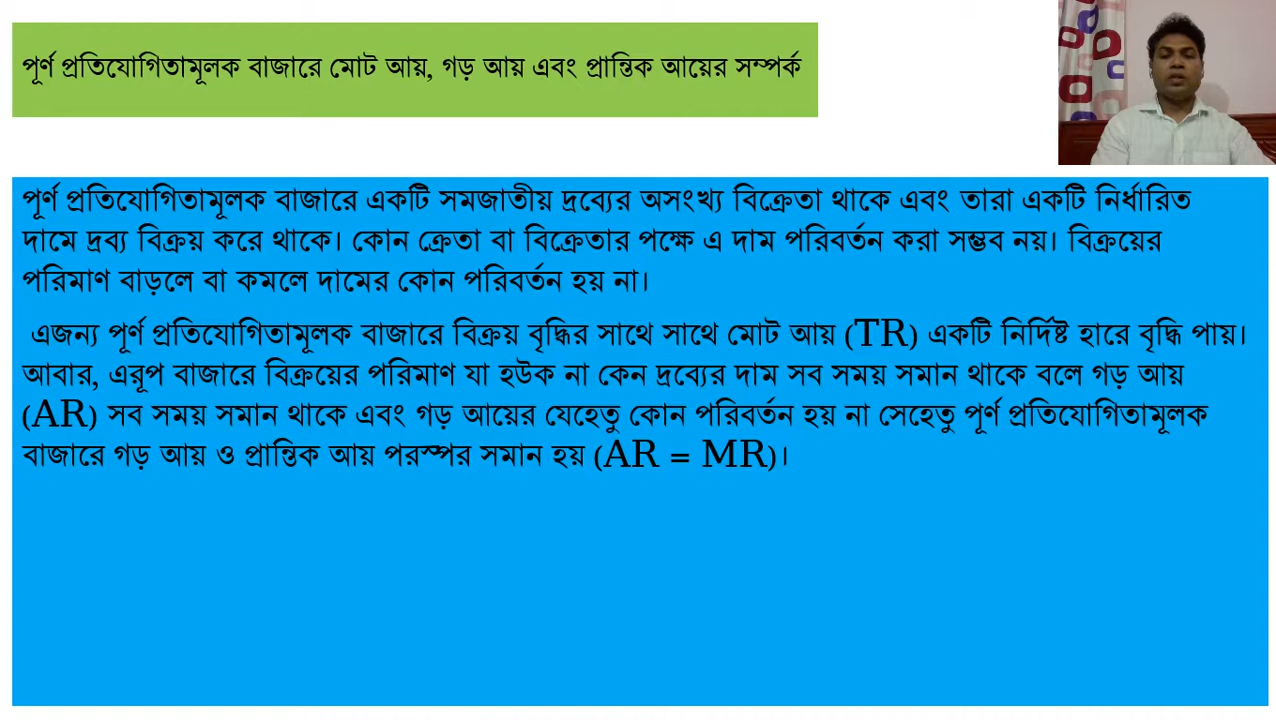 পূর্ণ প্রতিযোগিতামূলক বাজারে মোট আয়, গড় আয় এবং প্রান্তিক আয়ের সম্পর্ক
পূর্ণ প্রতিযোগিতামূলক বাজারে একটি সমজাতীয় দ্রব্যের অসংখ্য বিক্রেতা থাকে এবং তারা একটি নির্ধারিত
দামে দ্রব্য বিক্রয় করে থাকে। কোন ক্রেতা বা বিক্রেতার পক্ষে এ দাম পরিবর্তন করা সম্ভব নয়। বিক্রয়ের
পরিমাণ বাড়লে বা কমলে দামের কোন পরিবর্তন হয় না।
এজন্য পূর্ণ প্রতিযোগিতামূলক বাজারে বিক্রয় বৃদ্ধির সাথে সাথে মোট আয় (TR) একটি নির্দিষ্ট হারে বৃদ্ধি পায়।
আবার, এরূপ বাজারে বিক্রয়ের পরিমাণ যা হউক না কেন দ্রব্যের দাম সব সময় সমান থাকে বলে গড় আয়
(AR) সব সময় সমান থাকে এবং গড় আয়ের যেহেতু কোন পরিবর্তন হয় না সেহেতু পূর্ণ প্রতিযোগিতামূলক
বাজারে গড় আয় ও প্রান্তিক আয় পরস্পর সমান হয় (AR = MR)।